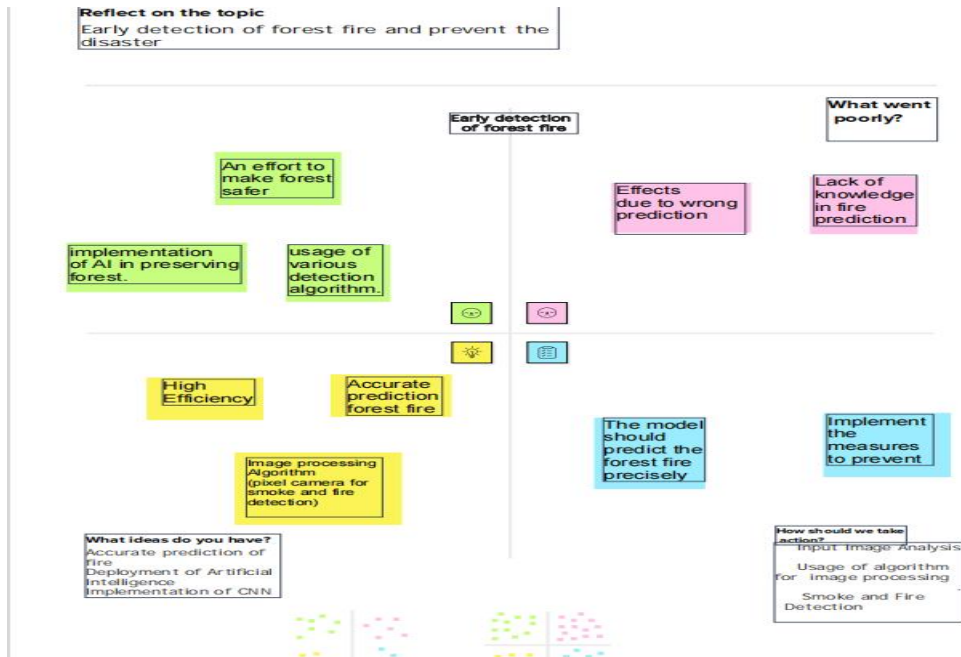 Reflect on the topic
Early detection of forest fire and prevent the
disaster
Early detection
of forest fire
What went
poorly?
An effort to
make forest
safer
implementation
of AI in preserving
forest.
usage of
various
detection
algorithm.
Effects
due to wrong
prediction
Lack of
knowledge
in fire
prediction
High
Efficiency
Accurate
prediction
forest fire
Image processing
Algorithm
(pixel camera for
smoke and fire
detection)
The model
should
predict the
forest fire
precisely
Implement
the
measures
to prevent
What ideas do you have?
Accurate prediction of
fire
Deployment of Artificial
Intelligence
Implementation of CNN
How should we take
action?
Input Image Analysis
Usage of algorithm
for image processing
Smoke and Fire
Detection